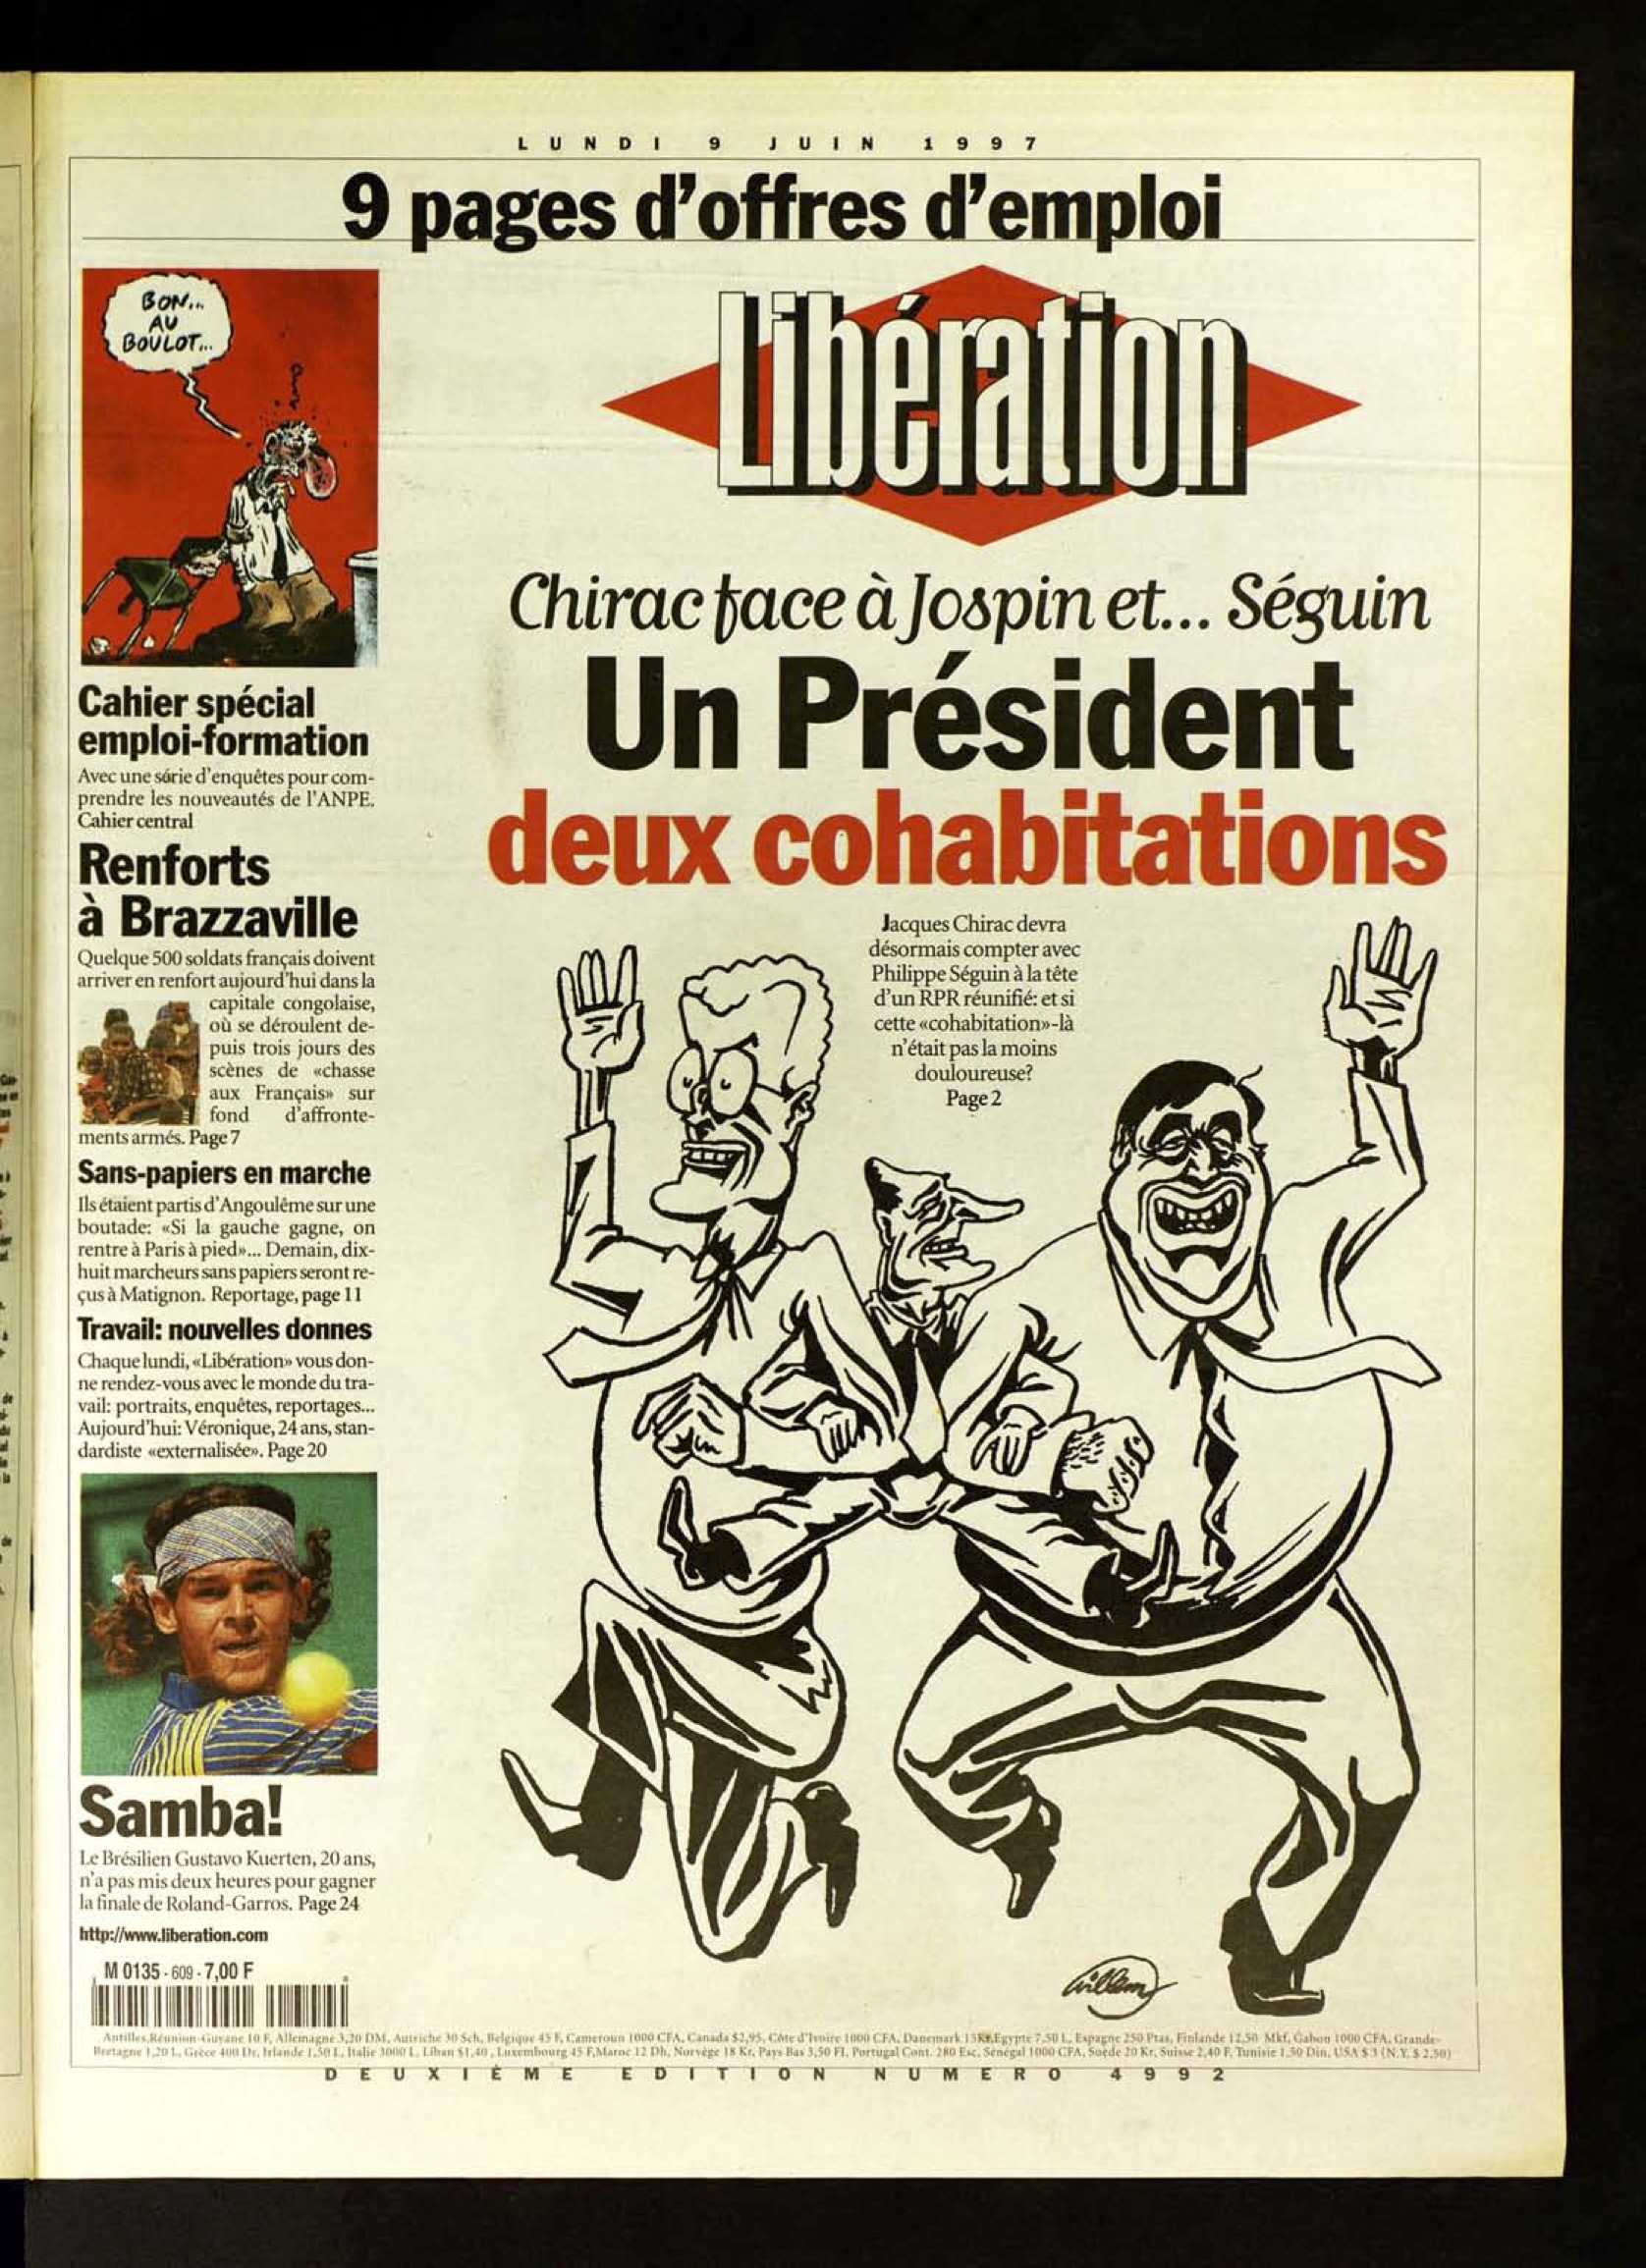 LUNDI 9 JUIN 1997
9 pages d'offres d'emploi
BON...
AU
BOULOT...
Libération
Chirac face à Jospin et... Séguin
Un Président
deux cohabitations
Jacques Chirac devra
désormais compter avec
Philippe Séguin à la tête
d'un RPR réunifié: et si
cette «cohabitation»-là
n'était pas la moins
douloureuse?
Page 2
Cahier spécial
emploi-formation
Avec une série d'enquêtes pour com-
prendre les nouveautés de l'ANPE.
Cahier central
Renforts
à Brazzaville
Quelque 500 soldats français doivent
arriver en renfort aujourd'hui dans la
capitale congolaise,
où se déroulent de-
puis trois jours des
scènes de «chasse
aux Français» sur
fond d'affronte-
ments armés. Page 7
Sans-papiers en marche
Ils étaient partis d'Angoulême sur une
boutade: «Si la gauche gagne, on
rentre à Paris à pied»... Demain, dix-
huit marcheurs sans papiers seront re-
çus à Matignon. Reportage, page 11
Travail: nouvelles donnes
Chaque lundi, «Libération» vous don-
ne rendez-vous avec le monde du tra-
vail: portraits, enquêtes, reportages...
Aujourd'hui: Véronique, 24 ans, stan-
dardiste «externalisée». Page 20
Samba!
Le Brésilien Gustavo Kuerten, 20 ans,
n'a pas mis deux heures pour gagner
la finale de Roland-Garros. Page 24
http://www.liberation.com
M 0135 - 609 - 7,00 F
Willem
Antilles,Réunion-Guyane 10 F, Allemagne 3,20 DM, Autriche 30 Sch, Belgique 45 F, Cameroun 1000 CFA, Canada $2,95, Côte d'Ivoire 1000 CFA, Danemark 15Kr,Egypte 7,50 L, Espagne 250 Ptas, Finlande 12,50 Mkf, Gabon 1000 CFA, Grande-
Bretagne 1,20 L, Grèce 400 Dr, Irlande 1,50 L, Italie 3000 L, Liban $1,40 , Luxembourg 45 F,Maroc 12 Dh, Norvège 18 Kr, Pays Bas 3,50 Fl, Portugal Cont. 280 Esc, Sénégal 1000 CFA, Suède 20 Kr, Suisse 2,40 F, Tunisie 1,50 Din, USA $ 3 (N.Y. $ 2,50)
DEUXIÈME EDITION NUMERO 4992